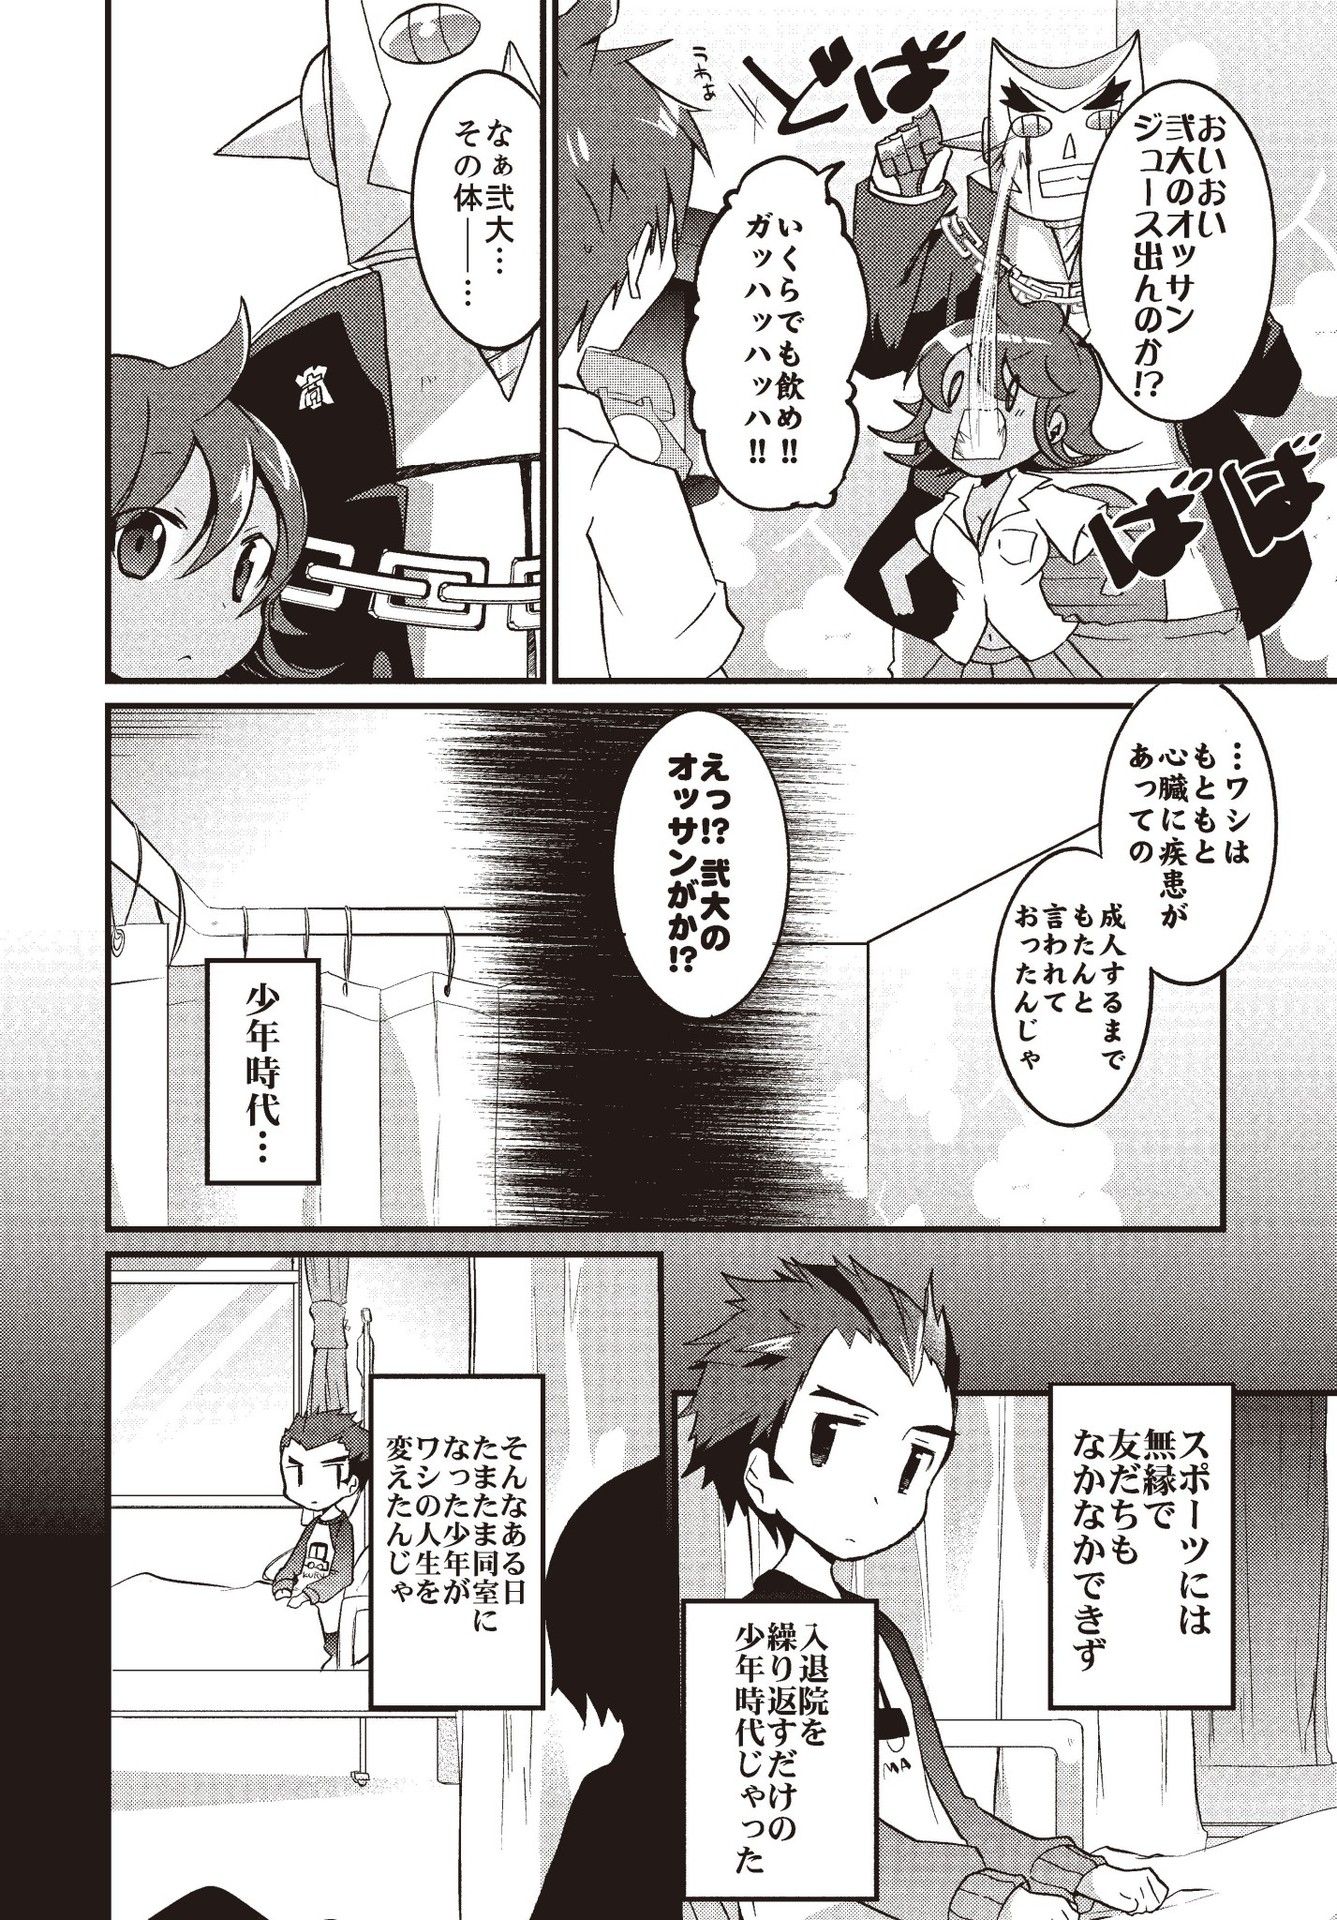 おいおい
弐大のオッサン
ジュース出んのか!?
どば
ばば
うわぁ
いくらでも飲め!!
ガッハッハッハ!!
なぁ弐大…
その体――…
…ワシは
もともと
心臓に疾患が
あっての
成人するまで
もたんと
言われて
おったんじゃ
えっ!?弐大の
オッサンがか!?
少年時代…
スポーツには
無縁で
友だちも
なかなかできず
入退院を
繰り返すだけの
少年時代じゃった
MA
そんなある日
たまたま同室に
なった少年が
ワシの人生を
変えたんじゃ